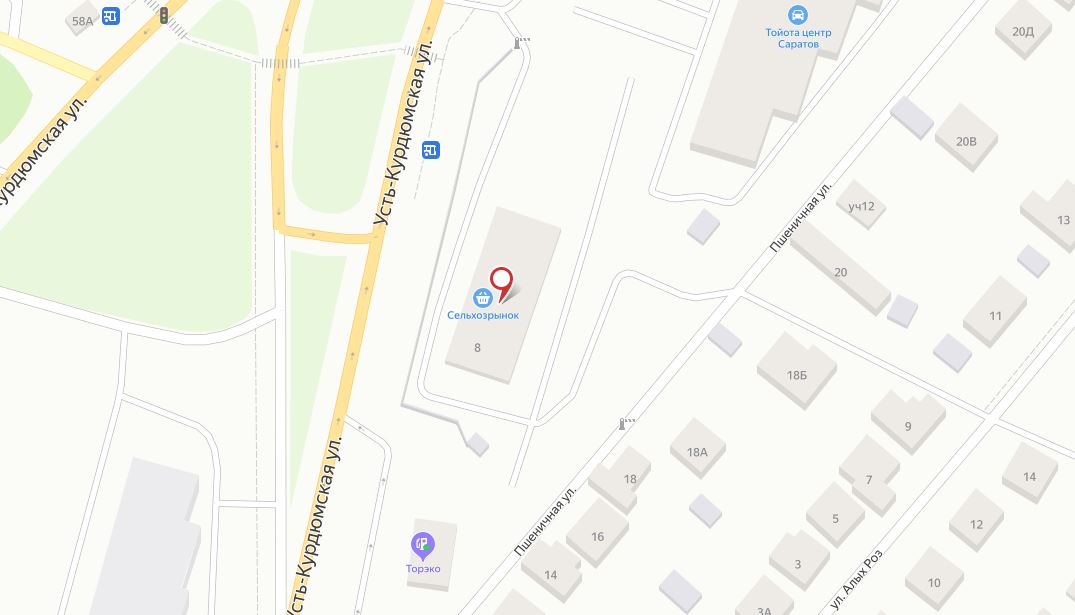 58А
Тойота центр
Саратов
20Д
20В
Усть-Курдюмская ул.
Курдюмская ул.
Пшеничная ул.
уч12
13
20
11
Сельхозрынок
8
18Б
9
18А
18
7
14
Усть-Курдюмская ул.
Пшеничная ул.
5
12
16
3
14
Торэко
ул. Алых Роз
10
3А